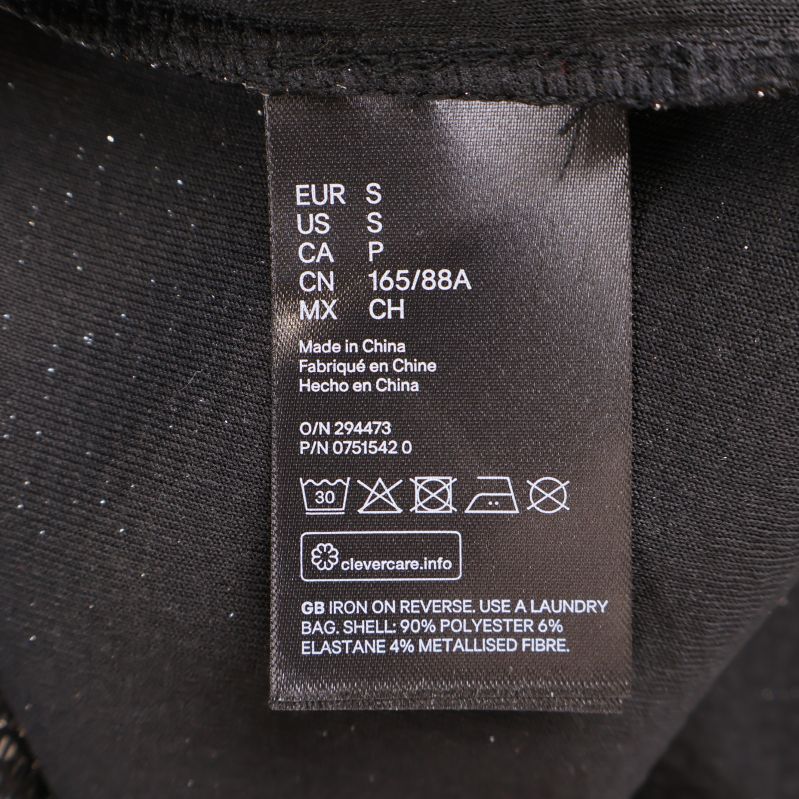 EUR S
US S
CA P
CN 165/88A
MX CH
Made in China
Fabriqué en Chine
Hecho en China
O/N 294473
P/N 0751542 0
30
clevercare.info
GB IRON ON REVERSE. USE A LAUNDRY
BAG. SHELL: 90% POLYESTER 6%
ELASTANE 4% METALLISED FIBRE.